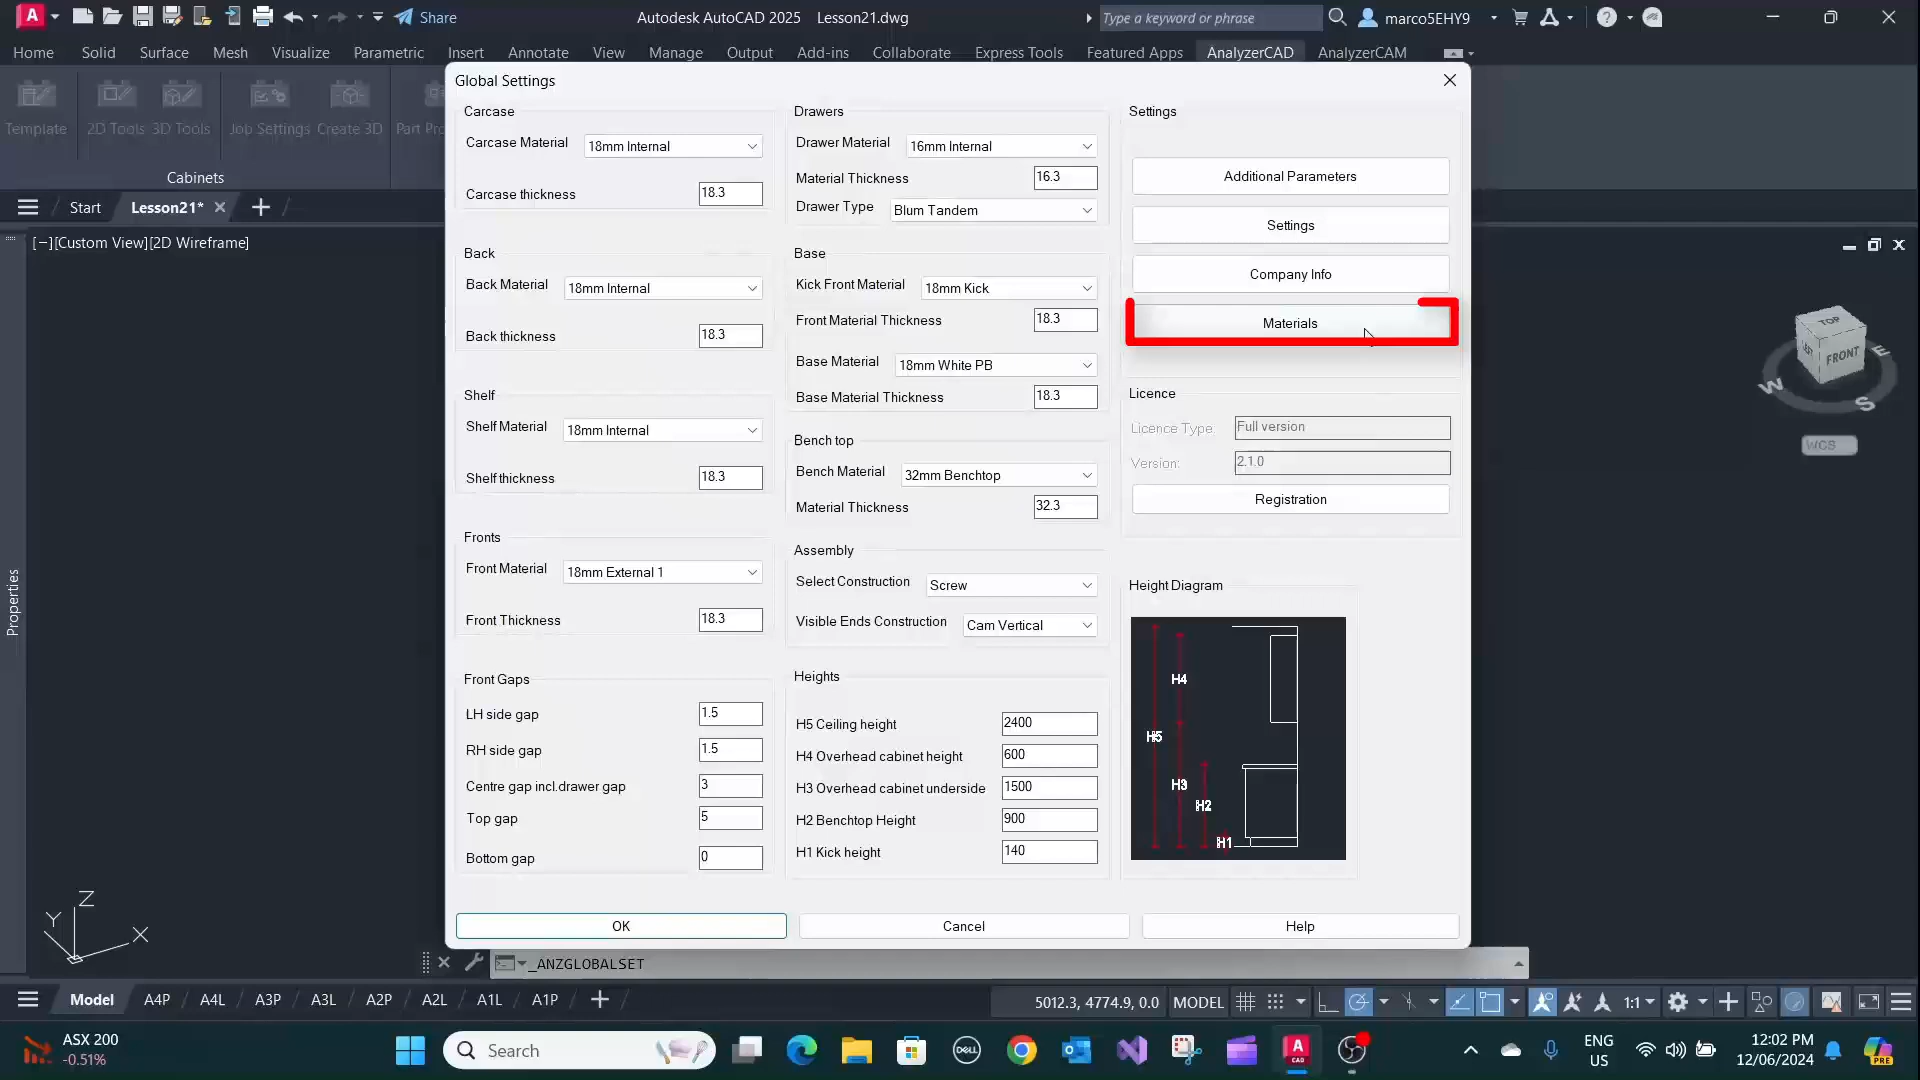 Share
Autodesk AutoCAD 2025 Lesson21.dwg
Type a keyword or phrase
marco5EHY9
Home Solid Surface Mesh Visualize Parametric Insert Annotate View Manage Output Add-ins Collaborate Express Tools Featured Apps AnalyzerCAD AnalyzerCAM
Template 2D Tools 3D Tools Job Settings Create 3D
Cabinets
Start Lesson21*
[−][Custom View][2D Wireframe]
Properties
Global Settings
Carcase
Carcase Material 18mm Internal
Carcase thickness 18.3
Back
Back Material 18mm Internal
Back thickness 18.3
Shelf
Shelf Material 18mm Internal
Shelf thickness 18.3
Fronts
Front Material 18mm External 1
Front Thickness 18.3
Front Gaps
LH side gap 1.5
RH side gap 1.5
Centre gap incl.drawer gap 3
Top gap 5
Bottom gap 0
Drawers
Drawer Material 16mm Internal
Material Thickness 16.3
Drawer Type Blum Tandem
Base
Kick Front Material 18mm Kick
Front Material Thickness 18.3
Base Material 18mm White PB
Base Material Thickness 18.3
Bench top
Bench Material 32mm Benchtop
Material Thickness 32.3
Assembly
Select Construction Screw
Visible Ends Construction Cam Vertical
Heights
H5 Ceiling height 2400
H4 Overhead cabinet height 600
H3 Overhead cabinet underside 1500
H2 Benchtop Height 900
H1 Kick height 140
Settings
Additional Parameters
Settings
Company Info
Materials
Licence
Licence Type: Full version
Version: 2.1.0
Registration
Height Diagram
H4
H5
H3
H2
H1
OK Cancel Help
TOP
LEFT FRONT
W S E
WCS
Z
Y X
_ANZGLOBALSET
Model A4P A4L A3P A3L A2P A2L A1L A1P
5012.3, 4774.9, 0.0 MODEL 1:1
ASX 200
-0.51%
Search
DELL
A CAD
ENG
US
12:02 PM
12/06/2024
PRE